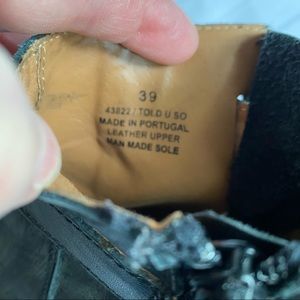 39
43822 / TOLD U SO
MADE IN PORTUGAL
LEATHER UPPER
MAN MADE SOLE